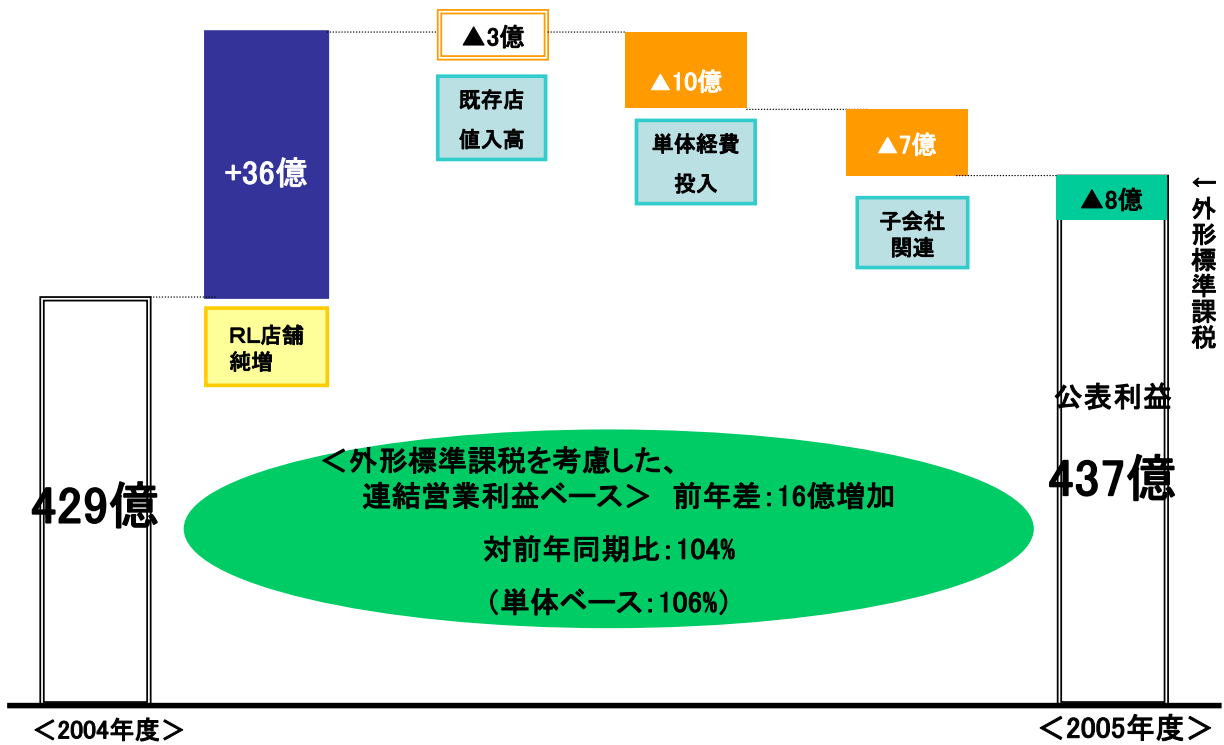 ▲3億
既存店
値入高
▲10億
単体経費
投入
▲7億
子会社
関連
+36億
RL店舗
純増
▲8億
←外形標準課税
公表利益
437億
429億
<外形標準課税を考慮した、
連結営業利益ベース> 前年差:16億増加
対前年同期比:104%
(単体ベース:106%)
<2004年度>
<2005年度>